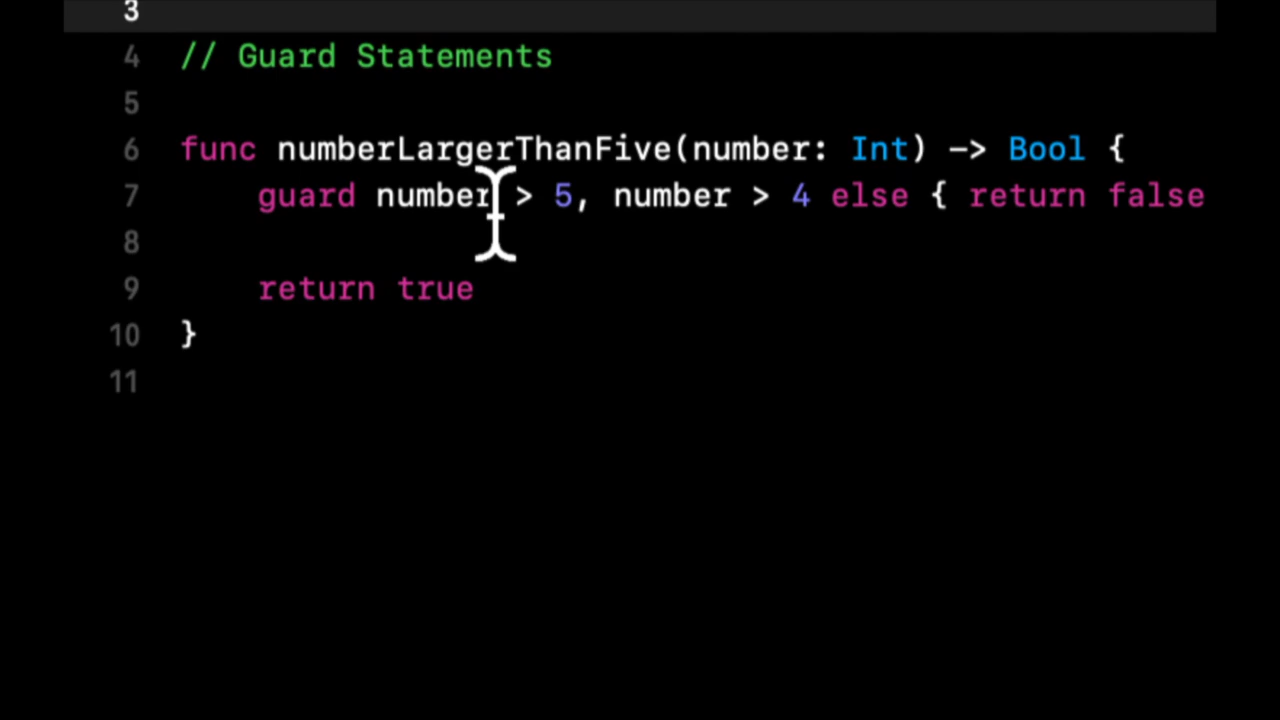 3
4 // Guard Statements
5
6 func numberLargerThanFive(number: Int) -> Bool {
7 guard number > 5, number > 4 else { return false
8
9 return true
10 }
11